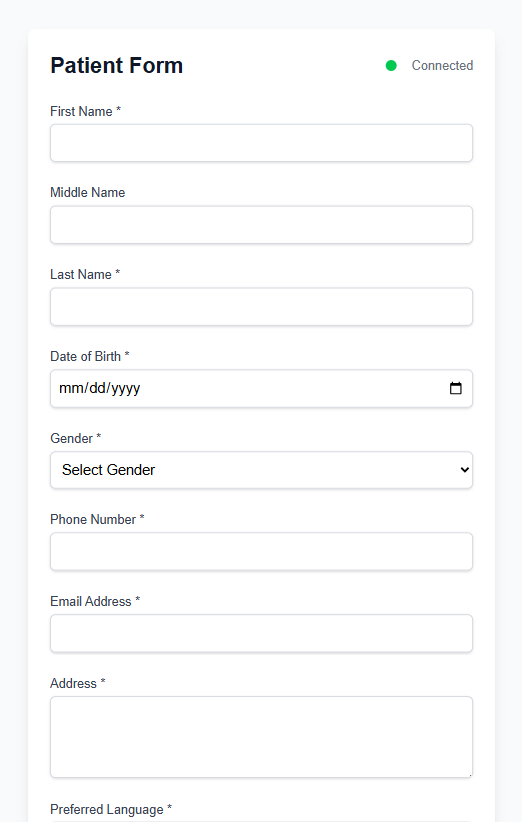 Patient Form
Connected
First Name *
Middle Name
Last Name *
Date of Birth *
mm/dd/yyyy
Gender *
Select Gender
Phone Number *
Email Address *
Address *
Preferred Language *